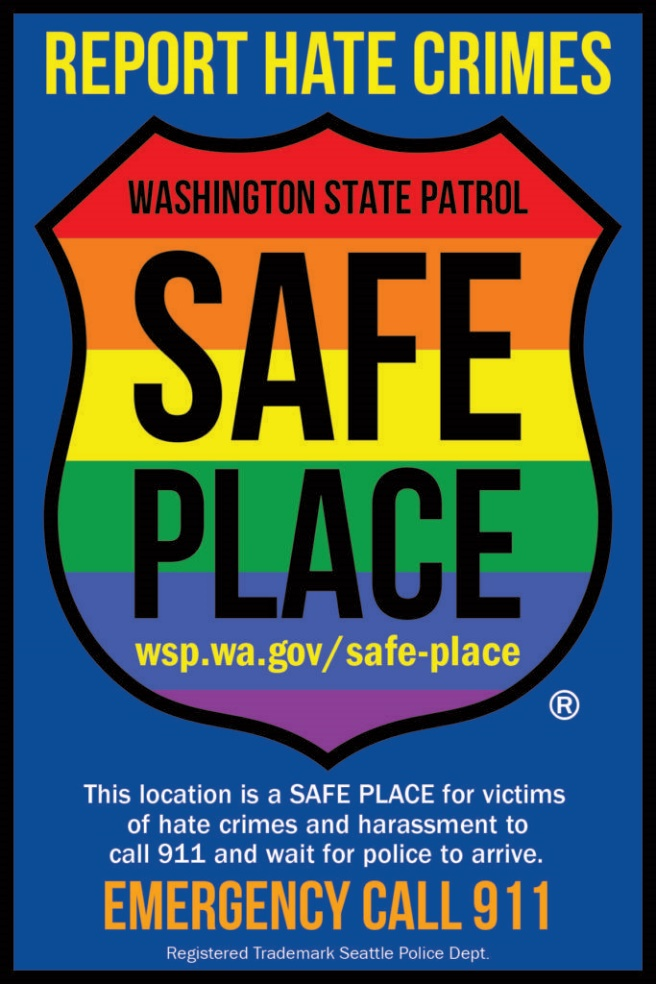 REPORT HATE CRIMES
WASHINGTON STATE PATROL
SAFE
PLACE
wsp.wa.gov/safe-place
®
This location is a SAFE PLACE for victims
of hate crimes and harassment to
call 911 and wait for police to arrive.
EMERGENCY CALL 911
Registered Trademark Seattle Police Dept.